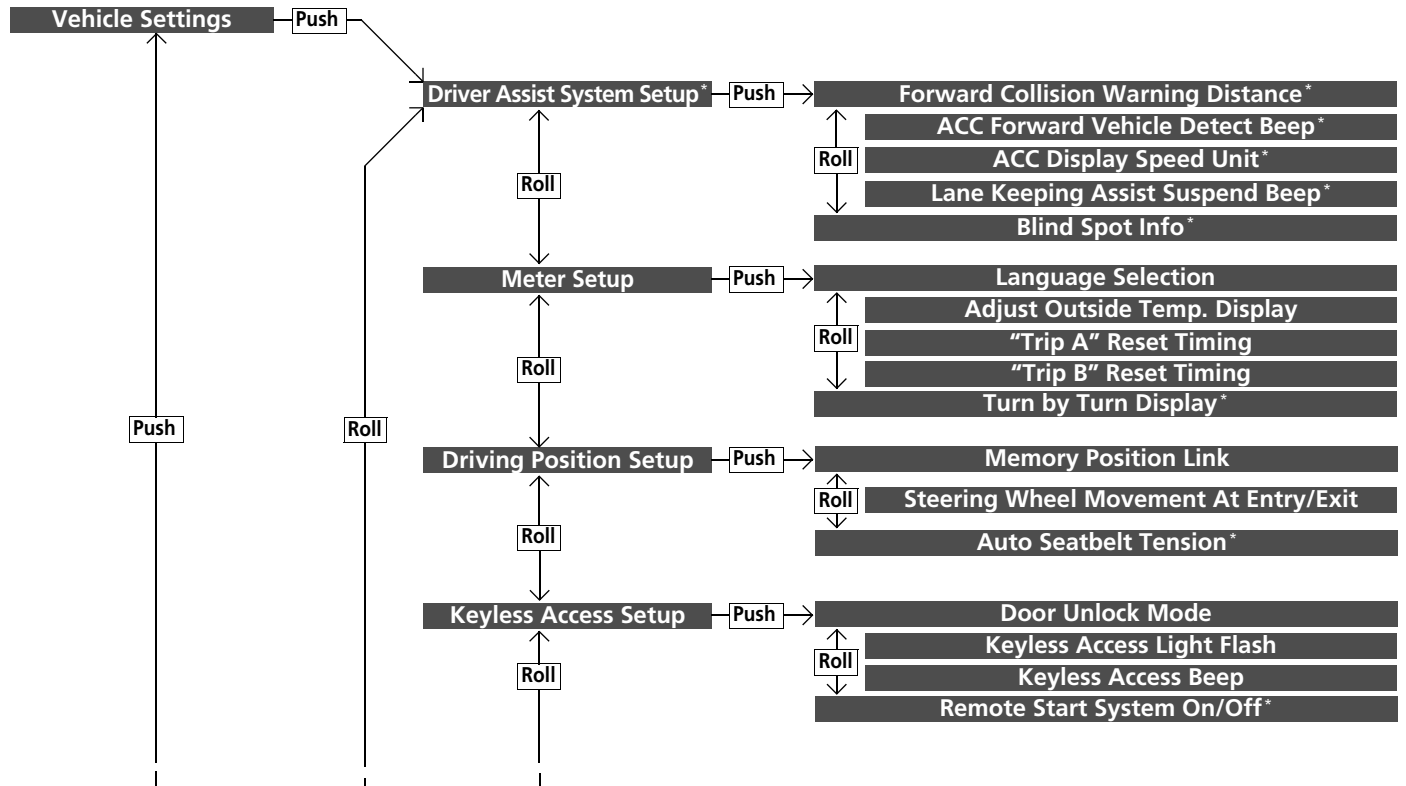 Vehicle Settings Push
Driver Assist System Setup* Push Forward Collision Warning Distance*
ACC Forward Vehicle Detect Beep*
Roll ACC Display Speed Unit*
Roll Lane Keeping Assist Suspend Beep*
Blind Spot Info*
Meter Setup Push Language Selection
Adjust Outside Temp. Display
Roll “Trip A” Reset Timing
Roll “Trip B” Reset Timing
Turn by Turn Display*
Push Roll
Driving Position Setup Push Memory Position Link
Roll Steering Wheel Movement At Entry/Exit
Roll Auto Seatbelt Tension*
Keyless Access Setup Push Door Unlock Mode
Keyless Access Light Flash
Roll Roll Keyless Access Beep
Remote Start System On/Off*